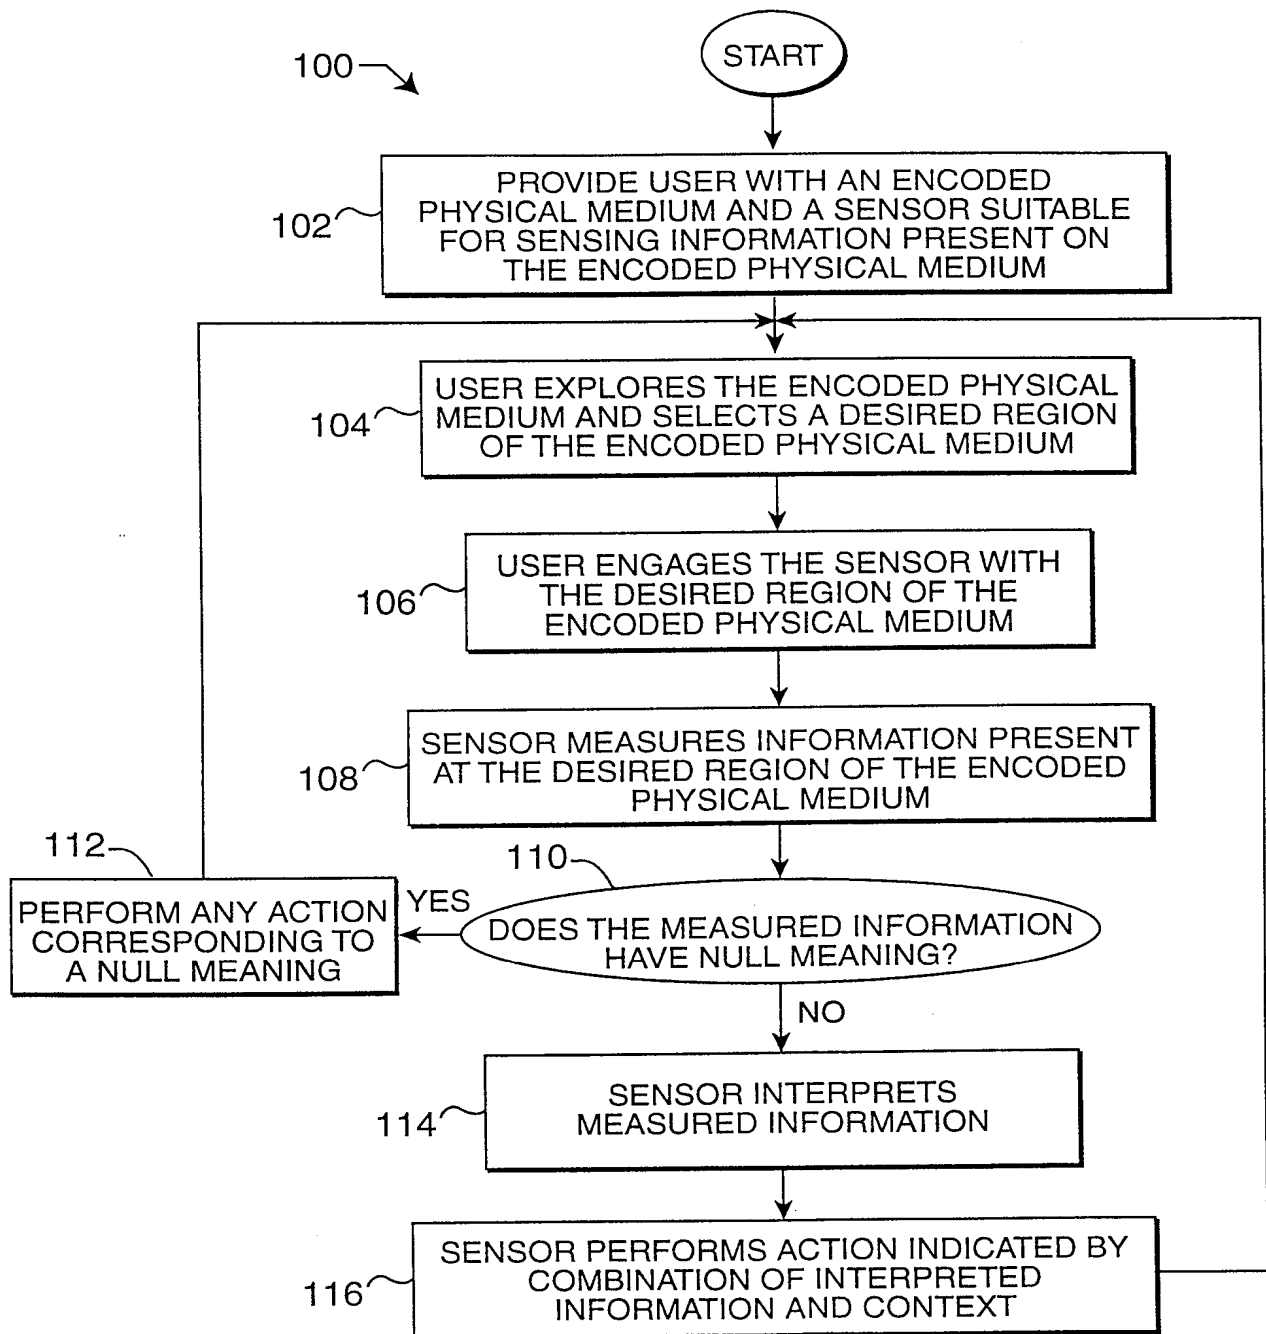 START
100
PROVIDE USER WITH AN ENCODED
PHYSICAL MEDIUM AND A SENSOR SUITABLE
FOR SENSING INFORMATION PRESENT ON
THE ENCODED PHYSICAL MEDIUM
102
USER EXPLORES THE ENCODED PHYSICAL
MEDIUM AND SELECTS A DESIRED REGION
OF THE ENCODED PHYSICAL MEDIUM
104
USER ENGAGES THE SENSOR WITH
THE DESIRED REGION OF THE
ENCODED PHYSICAL MEDIUM
106
SENSOR MEASURES INFORMATION PRESENT
AT THE DESIRED REGION OF THE ENCODED
PHYSICAL MEDIUM
108
110
DOES THE MEASURED INFORMATION
HAVE NULL MEANING?
YES
112
PERFORM ANY ACTION
CORRESPONDING TO
A NULL MEANING
NO
SENSOR INTERPRETS
MEASURED INFORMATION
114
SENSOR PERFORMS ACTION INDICATED BY
COMBINATION OF INTERPRETED
INFORMATION AND CONTEXT
116